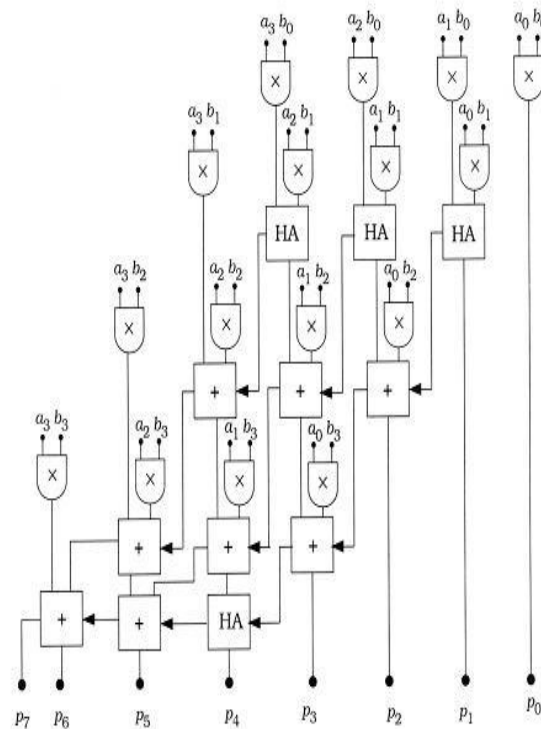 a3 b0 a2 b0 a1 b0 a0 b
× × × ×
a3 b1 a2 b1 a1 b1 a0 b1
× × × ×
HA HA HA
a3 b2 a2 b2 a1 b2 a0 b2
× × × ×
+ + +
a3 b3 a2 b3 a1 b3 a0 b3
× × × ×
+ + +
+ + HA
p7 p6 p5 p4 p3 p2 p1 p0